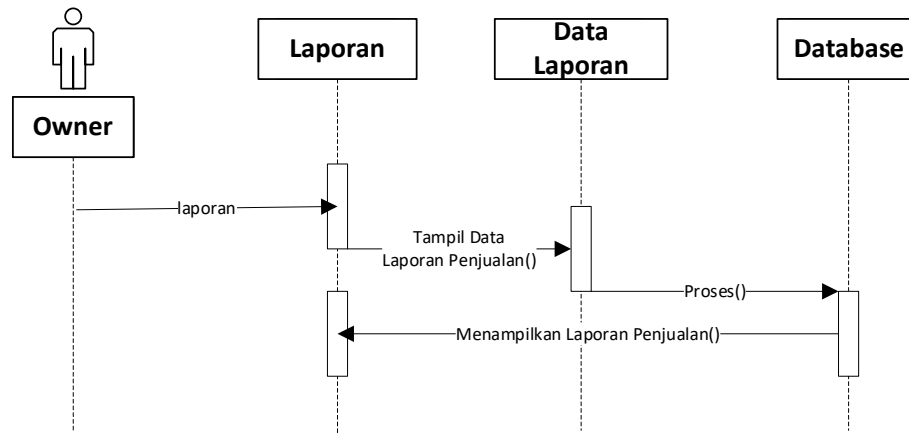 Laporan
Data
Laporan
Database
Owner
laporan
Tampil Data
Laporan Penjualan()
Proses()
Menampilkan Laporan Penjualan()